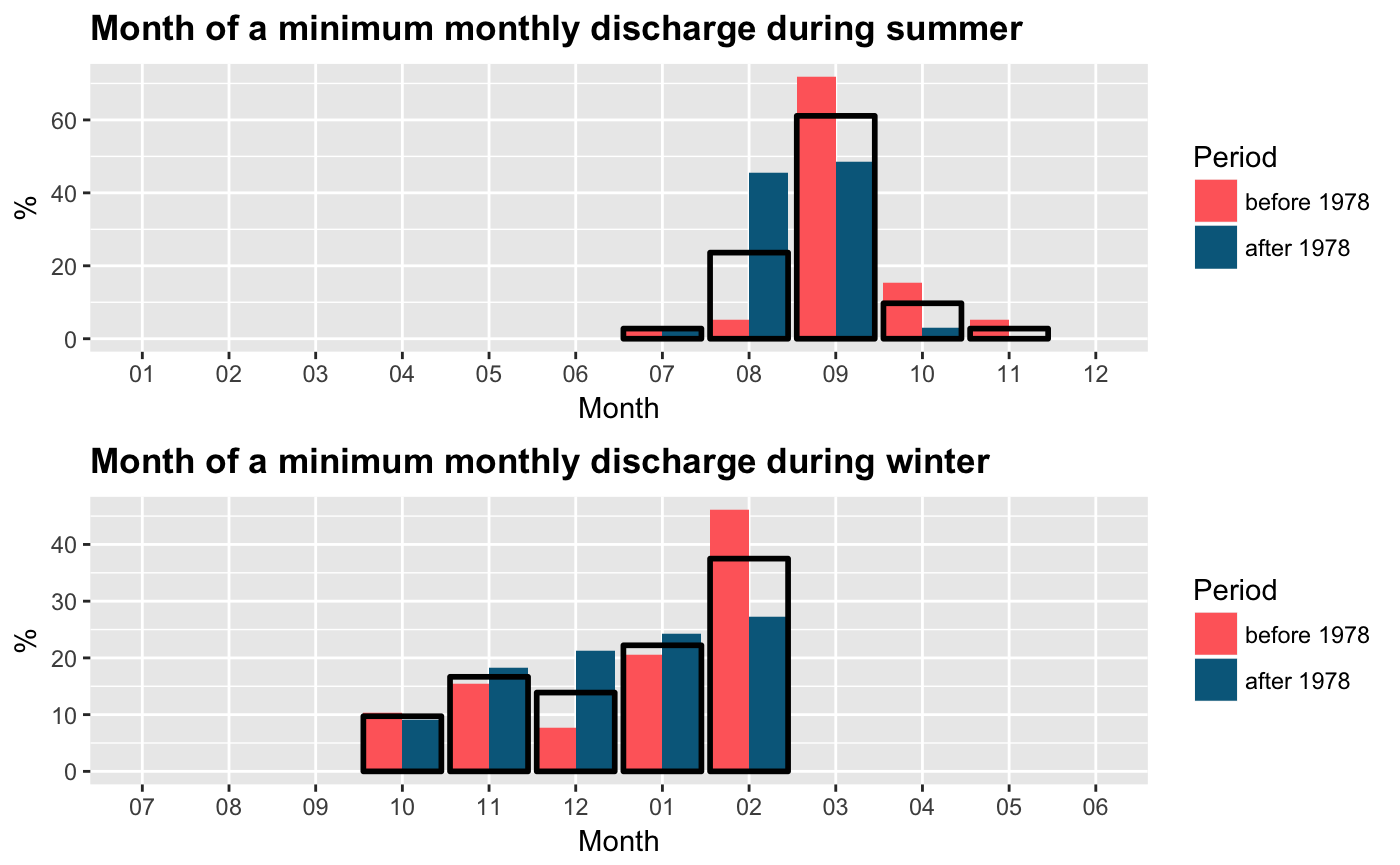 Month of a minimum monthly discharge during summer
60
40
20
0
%
01 02 03 04 05 06 07 08 09 10 11 12
Month
Period
before 1978
after 1978
Month of a minimum monthly discharge during winter
40
30
20
10
0
%
07 08 09 10 11 12 01 02 03 04 05 06
Month
Period
before 1978
after 1978